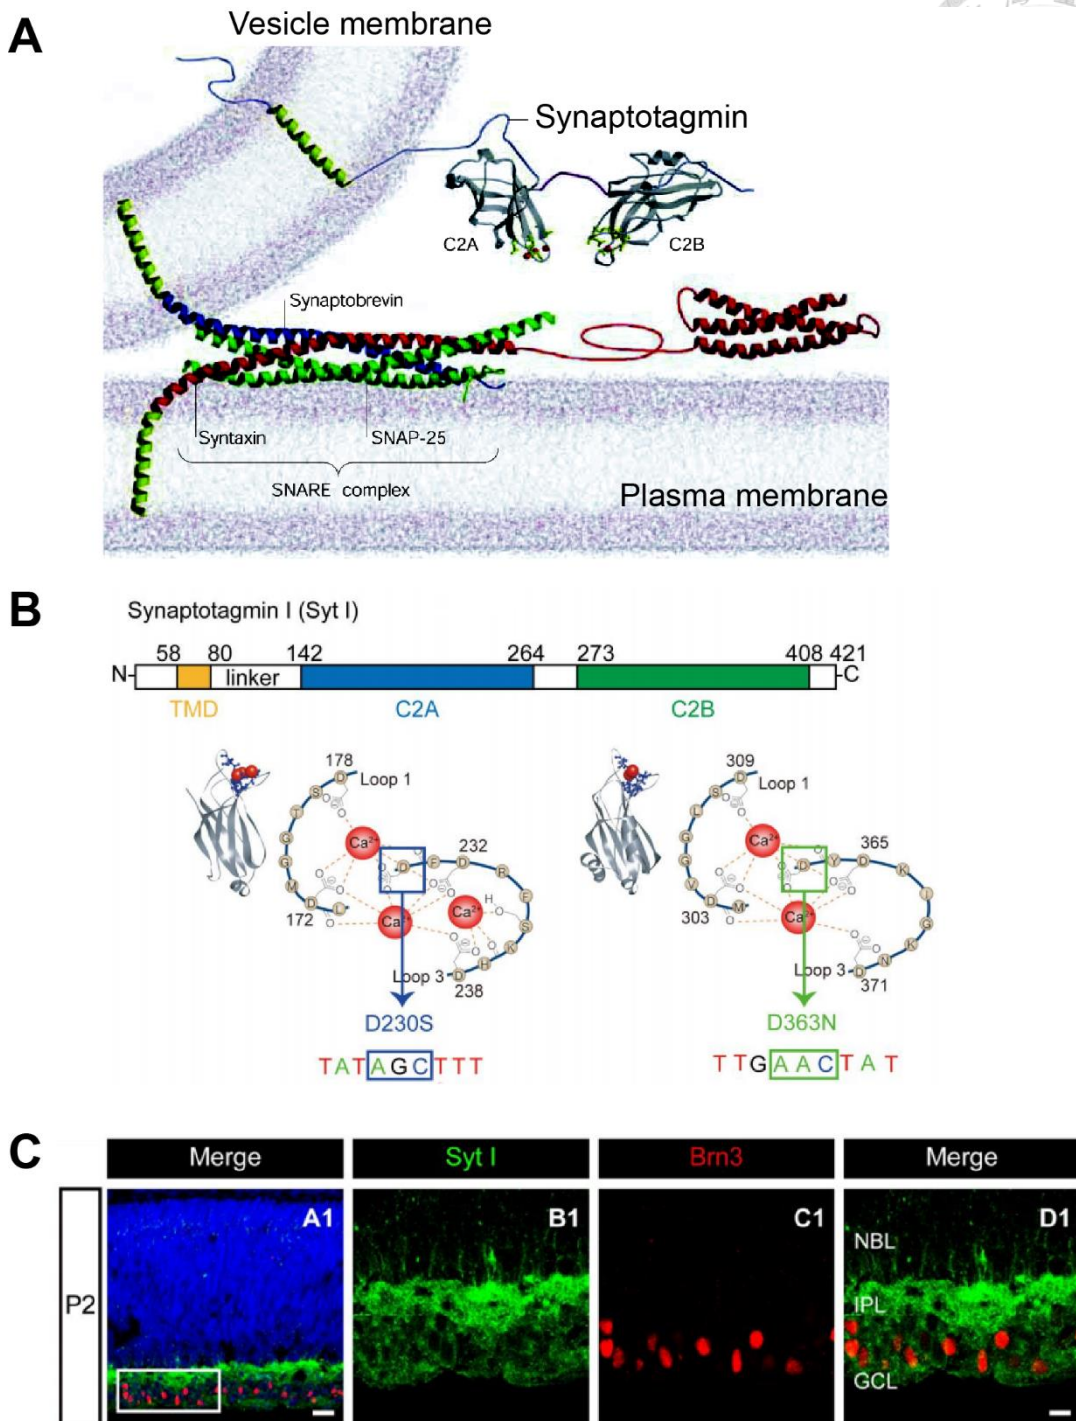 A
Vesicle membrane
Synaptotagmin
C2A
C2B
Synaptobrevin
Syntaxin
SNAP-25
SNARE complex
Plasma membrane
B
Synaptotagmin I (Syt I)
58 80 142 264 273 408 421
N- linker -C
TMD C2A C2B
178
Loop 1
D
S
T
G
G
M
D
L
172
Ca2+
Ca2+
Ca2+
232
D F D R F S K H D
H
Loop 3
238
D230S
TATAGCTTT
309
Loop 1
D
S
L
G
G
V
D
M
303
Ca2+
Ca2+
365
D Y D K I G K N D
Loop 3
371
D363N
TTGAACTAT
C
Merge Syt I Brn3 Merge
P2
A1 B1 C1 D1
NBL
IPL
GCL